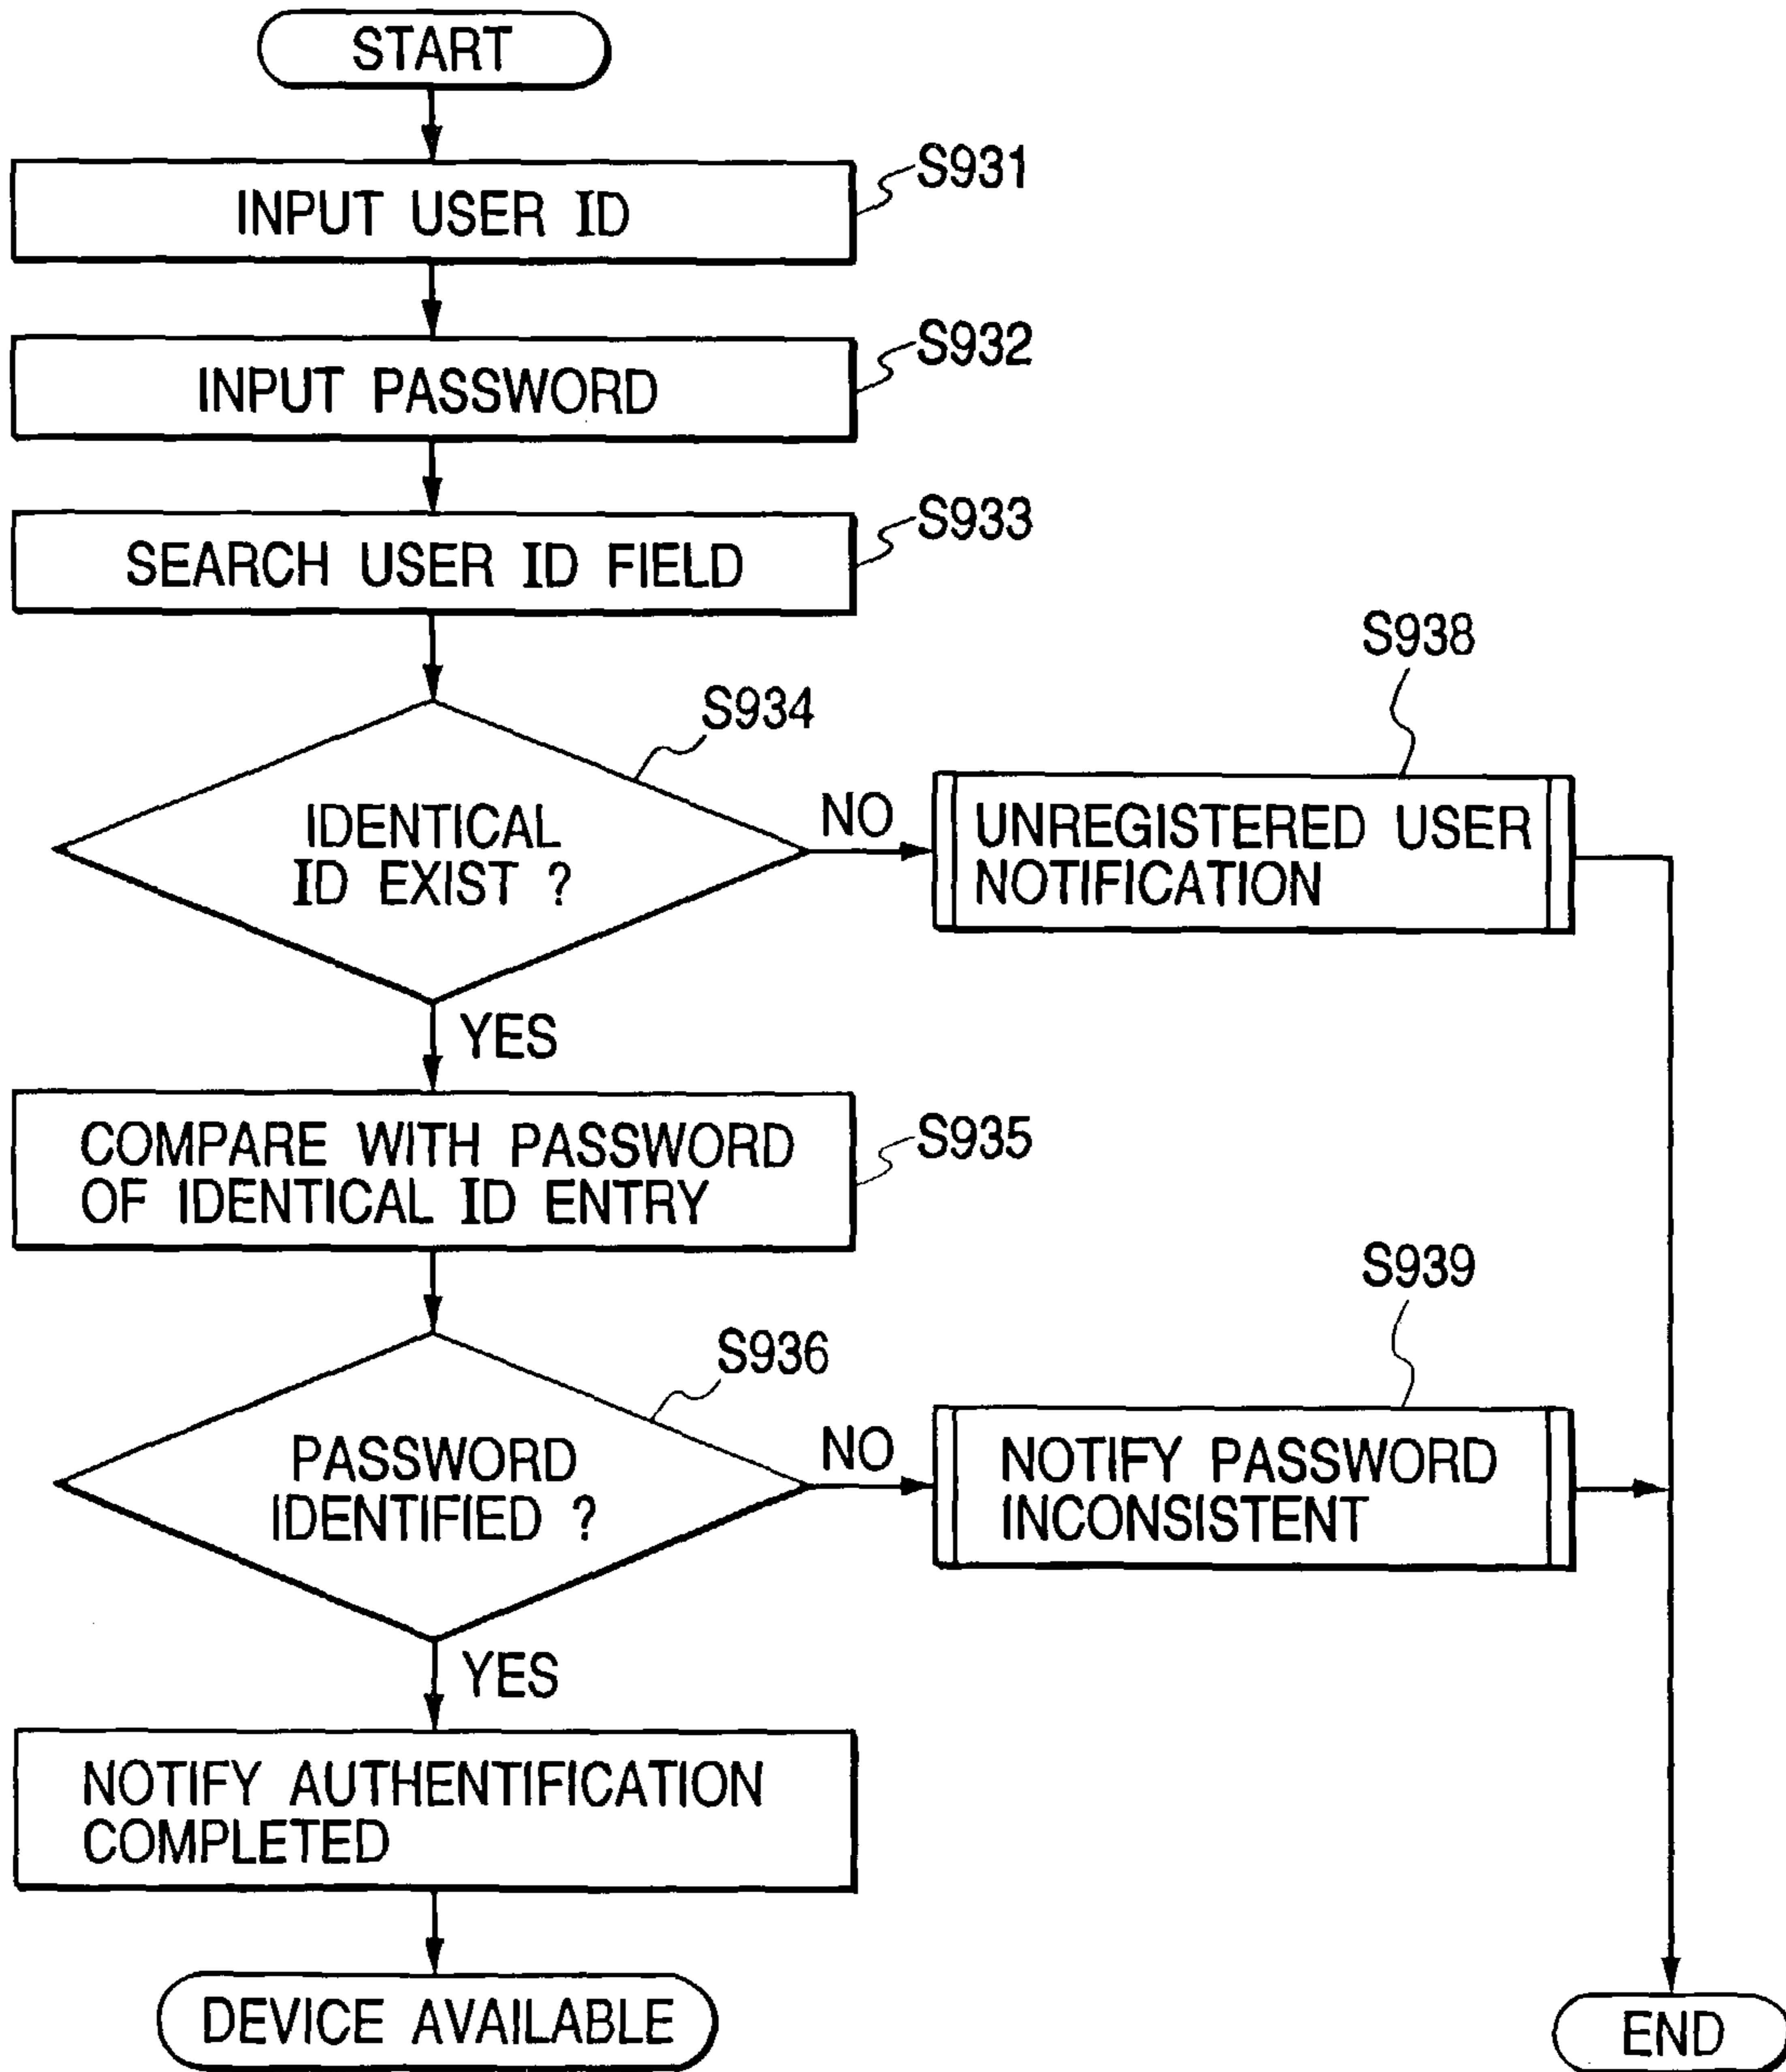 START
INPUT USER ID
S931
INPUT PASSWORD
S932
SEARCH USER ID FIELD
S933
S934
IDENTICAL
ID EXIST ?
NO
S938
UNREGISTERED USER
NOTIFICATION
YES
COMPARE WITH PASSWORD
OF IDENTICAL ID ENTRY
S935
S936
PASSWORD
IDENTIFIED ?
NO
S939
NOTIFY PASSWORD
INCONSISTENT
YES
NOTIFY AUTHENTIFICATION
COMPLETED
DEVICE AVAILABLE
END